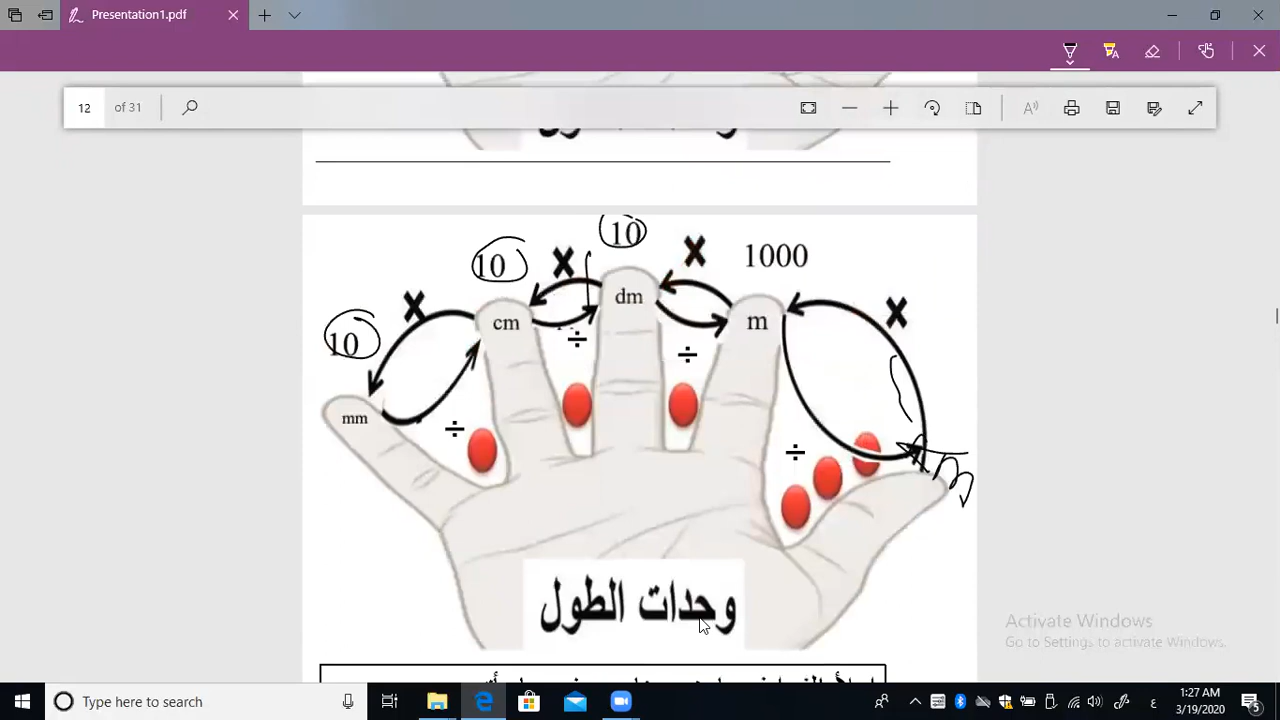 Presentation1.pdf
12 of 31
10 × 10 × 10 × 1000 ×
mm cm dm m
÷ ÷ ÷ ÷
وحدات الطول
Activate Windows
Go to Settings to activate Windows.
Type here to search
ع
1:27 AM
3/19/2020
5